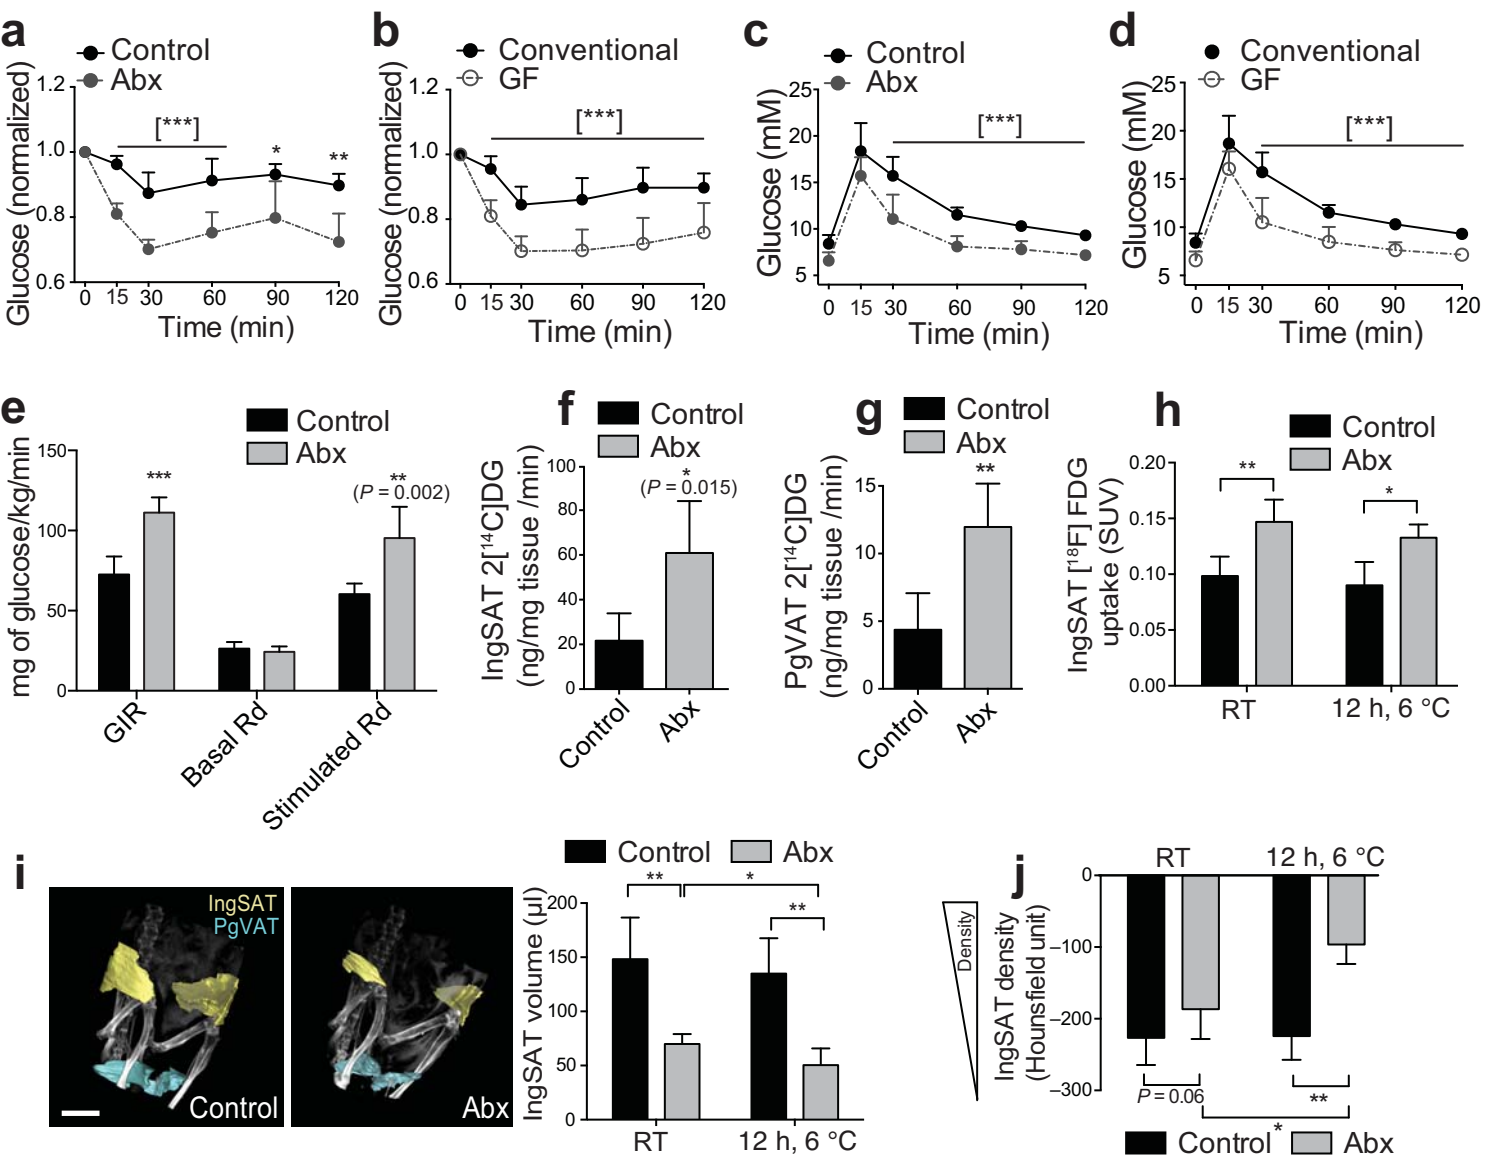 a
Control
Abx
Glucose (normalized)
1.2
1.0
0.8
0.6
[***]
*
**
0 15 30 60 90 120
Time (min)
b
Conventional
GF
Glucose (normalized)
1.2
1.0
0.8
0.6
[***]
0 15 30 60 90 120
Time (min)
c
Control
Abx
Glucose (mM)
25
20
15
10
5
[***]
0 15 30 60 90 120
Time (min)
d
Conventional
GF
Glucose (mM)
25
20
15
10
5
[***]
0 15 30 60 90 120
Time (min)
e
Control
Abx
mg of glucose/kg/min
150
100
50
0
***
**
(P = 0.002)
GIR
Basal Rd
Stimulated Rd
f
Control
Abx
IngSAT 2[14C]DG
(ng/mg tissue /min)
100
80
60
40
20
0
*
(P = 0.015)
Control
Abx
g
Control
Abx
PgVAT 2[14C]DG
(ng/mg tissue /min)
15
10
5
0
**
Control
Abx
h
Control
Abx
IngSAT [18F] FDG
uptake (SUV)
0.20
0.15
0.10
0.05
0.00
**
*
RT
12 h, 6 °C
i
IngSAT
PgVAT
Control
Abx
Control
Abx
IngSAT volume (µl)
200
150
100
50
0
**
*
**
RT
12 h, 6 °C
j
RT
12 h, 6 °C
Density
IngSAT density
(Hounsfield unit)
0
−100
−200
−300
P = 0.06
**
*
Control
Abx